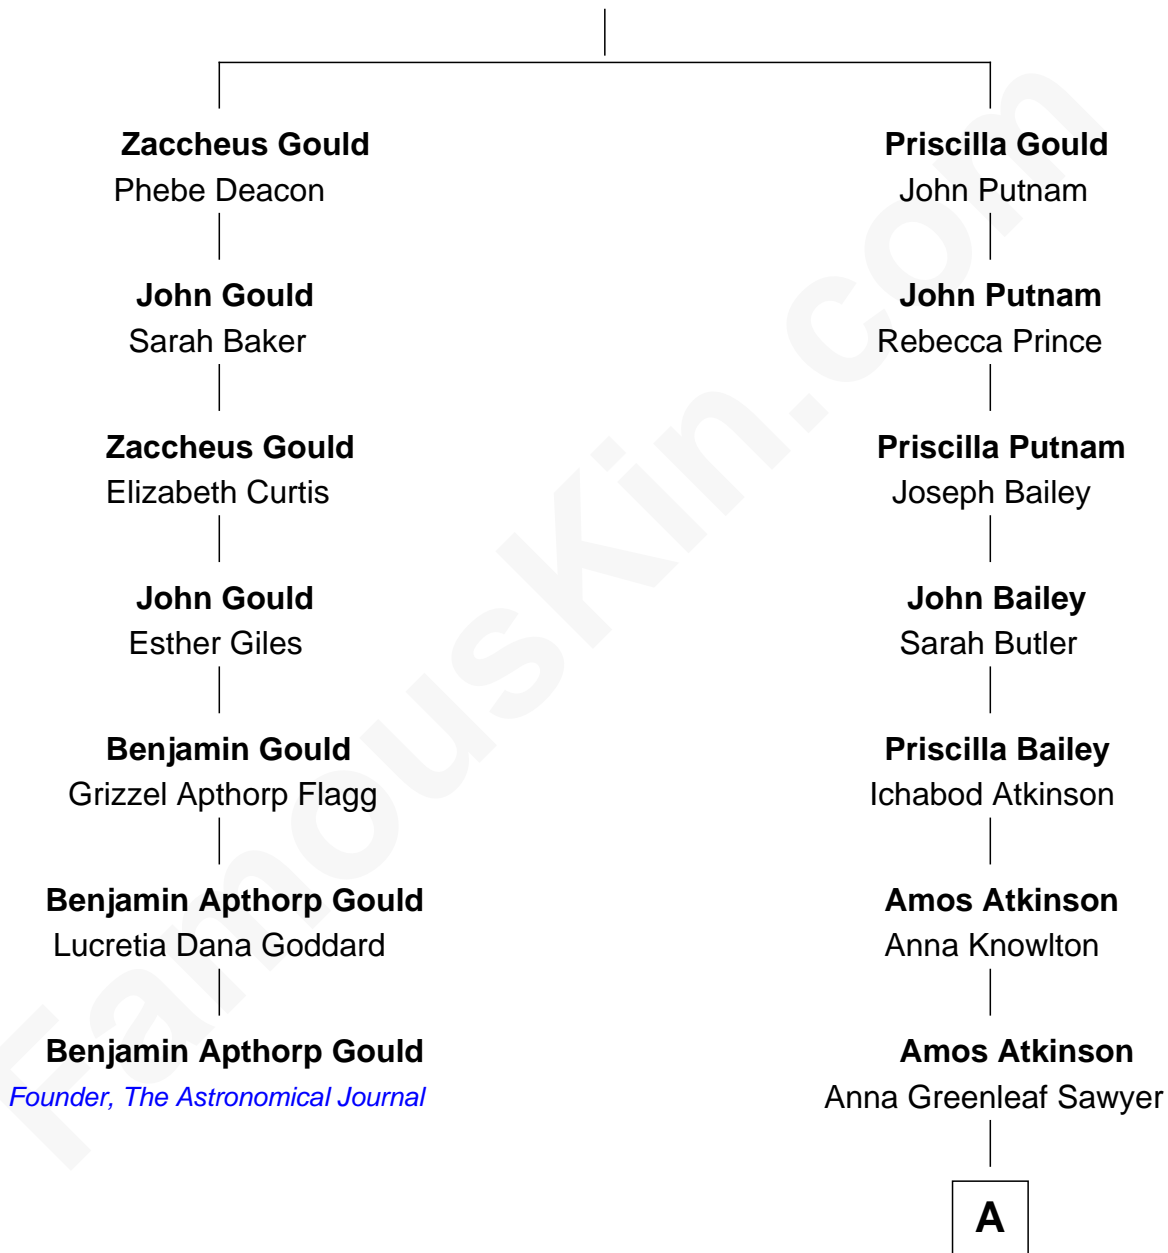 Zaccheus Gould
Phebe Deacon
John Gould
Sarah Baker
Zaccheus Gould
Elizabeth Curtis
John Gould
Esther Giles
Benjamin Gould
Grizzel Apthorp Flagg
Benjamin Apthorp Gould
Lucretia Dana Goddard
Benjamin Apthorp Gould
Founder, The Astronomical Journal
Priscilla Gould
John Putnam
John Putnam
Rebecca Prince
Priscilla Putnam
Joseph Bailey
John Bailey
Sarah Butler
Priscilla Bailey
Ichabod Atkinson
Amos Atkinson
Anna Knowlton
Amos Atkinson
Anna Greenleaf Sawyer
A
FamousKin.com